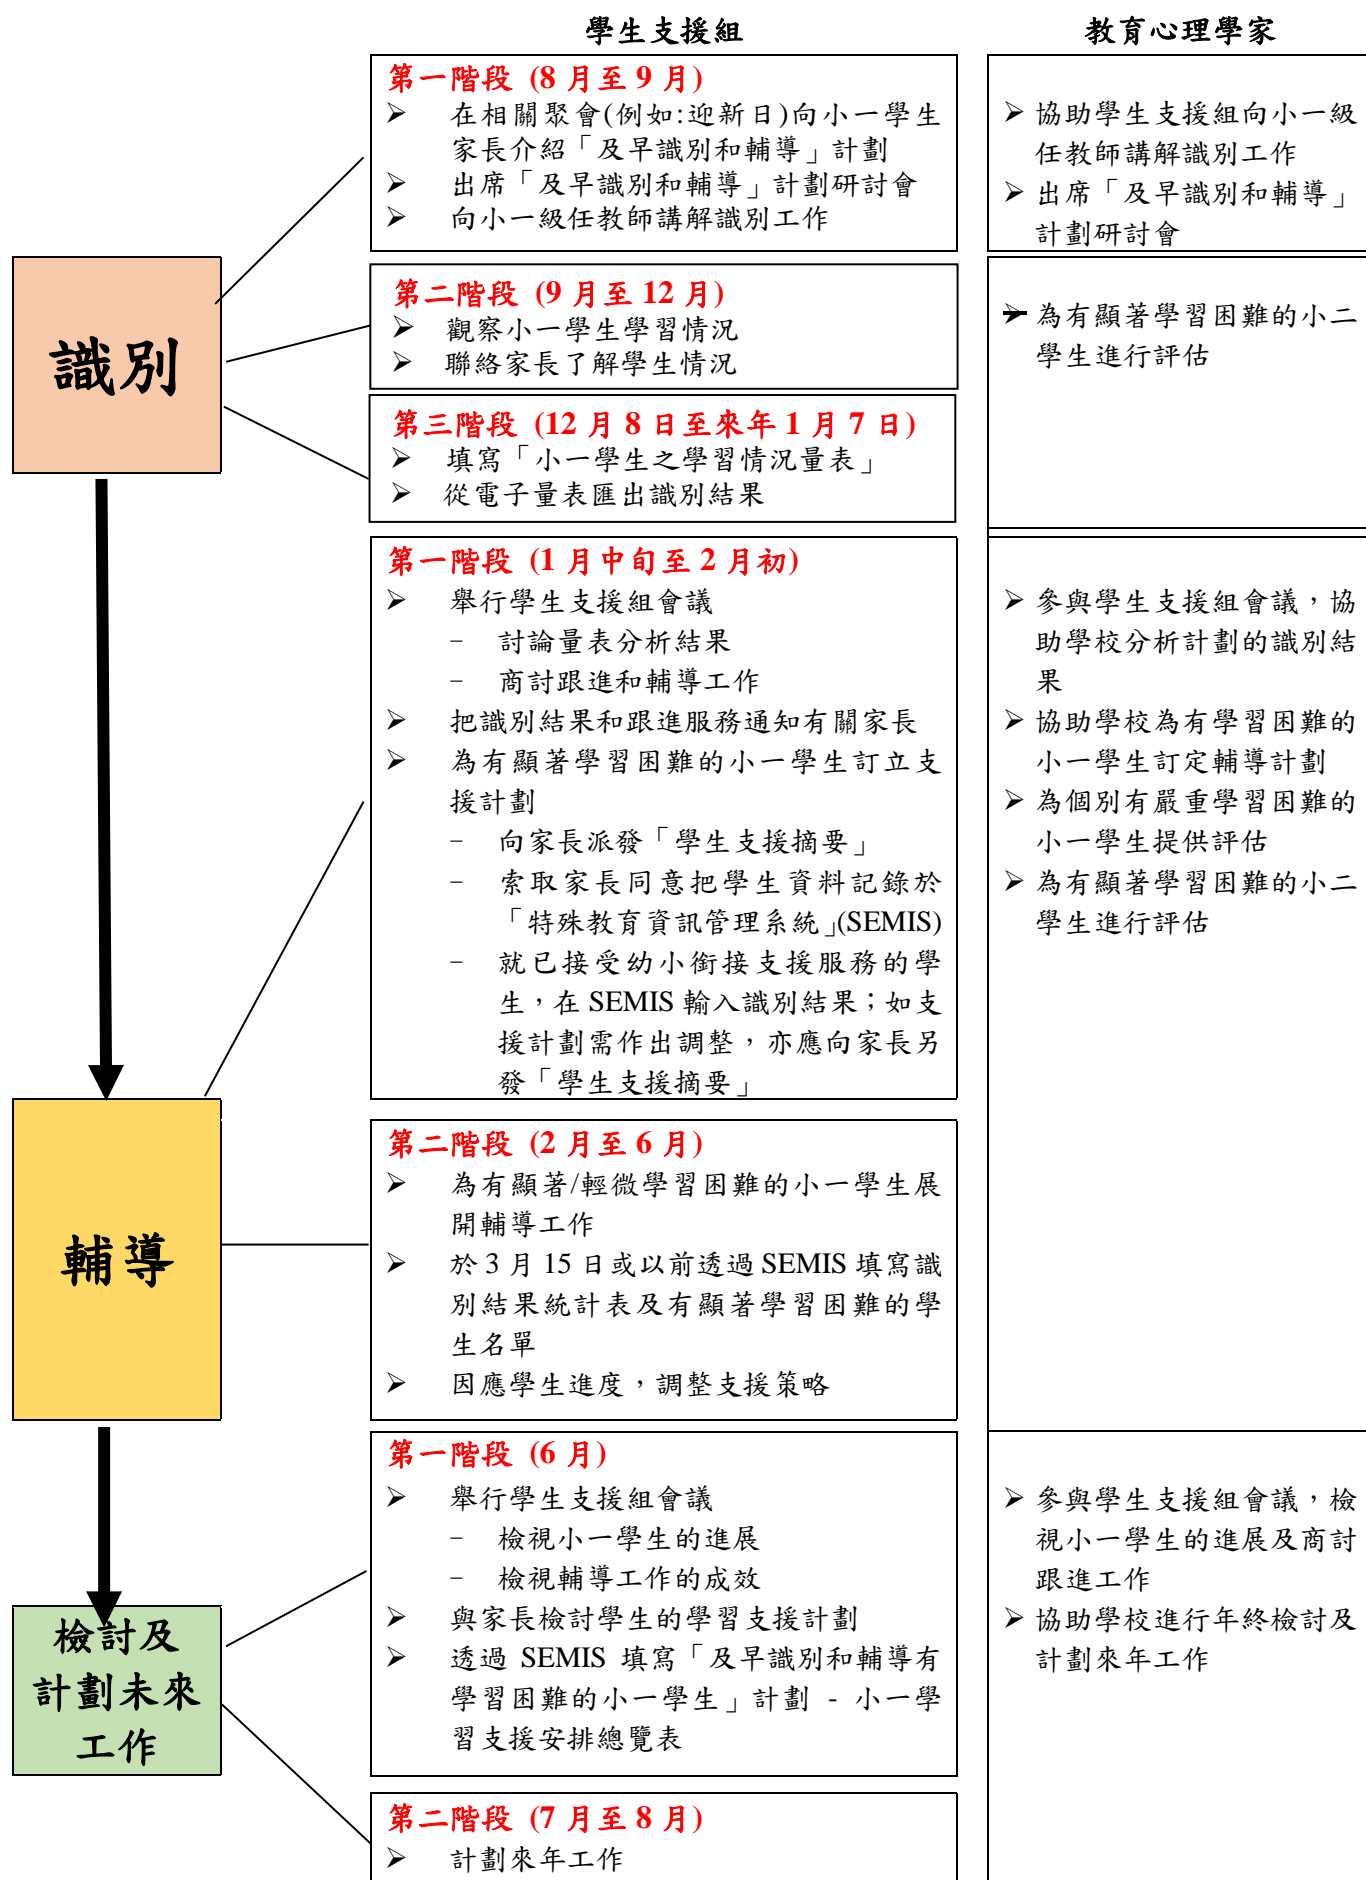 學生支援組
教育心理學家
第一階段 (8 月至 9 月)
➢ 在相關聚會(例如:迎新日)向小一學生
家長介紹「及早識別和輔導」計劃
➢ 出席「及早識別和輔導」計劃研討會
➢ 向小一級任教師講解識別工作
➢ 協助學生支援組向小一級
任教師講解識別工作
➢ 出席「及早識別和輔導」
計劃研討會
識別
第二階段 (9 月至 12 月)
➢ 觀察小一學生學習情況
➢ 聯絡家長了解學生情況
➢ 為有顯著學習困難的小二
學生進行評估
第三階段 (12 月 8 日至來年 1 月 7 日)
➢ 填寫「小一學生之學習情況量表」
➢ 從電子量表匯出識別結果
第一階段 (1 月中旬至 2 月初)
➢ 舉行學生支援組會議
- 討論量表分析結果
- 商討跟進和輔導工作
➢ 把識別結果和跟進服務通知有關家長
➢ 為有顯著學習困難的小一學生訂立支
援計劃
- 向家長派發「學生支援摘要」
- 索取家長同意把學生資料記錄於
「特殊教育資訊管理系統」(SEMIS)
- 就已接受幼小銜接支援服務的學
生，在 SEMIS 輸入識別結果；如支
援計劃需作出調整，亦應向家長另
發「學生支援摘要」
➢ 參與學生支援組會議，協
助學校分析計劃的識別結
果
➢ 協助學校為有學習困難的
小一學生訂定輔導計劃
➢ 為個別有嚴重學習困難的
小一學生提供評估
➢ 為有顯著學習困難的小二
學生進行評估
輔導
第二階段 (2 月至 6 月)
➢ 為有顯著/輕微學習困難的小一學生展
開輔導工作
➢ 於 3 月 15 日或以前透過 SEMIS 填寫識
別結果統計表及有顯著學習困難的學
生名單
➢ 因應學生進度，調整支援策略
檢討及
計劃未來
工作
第一階段 (6 月)
➢ 舉行學生支援組會議
- 檢視小一學生的進展
- 檢視輔導工作的成效
➢ 與家長檢討學生的學習支援計劃
➢ 透過 SEMIS 填寫「及早識別和輔導有
學習困難的小一學生」計劃 - 小一學
習支援安排總覽表
➢ 參與學生支援組會議，檢
視小一學生的進展及商討
跟進工作
➢ 協助學校進行年終檢討及
計劃來年工作
第二階段 (7 月至 8 月)
➢ 計劃來年工作